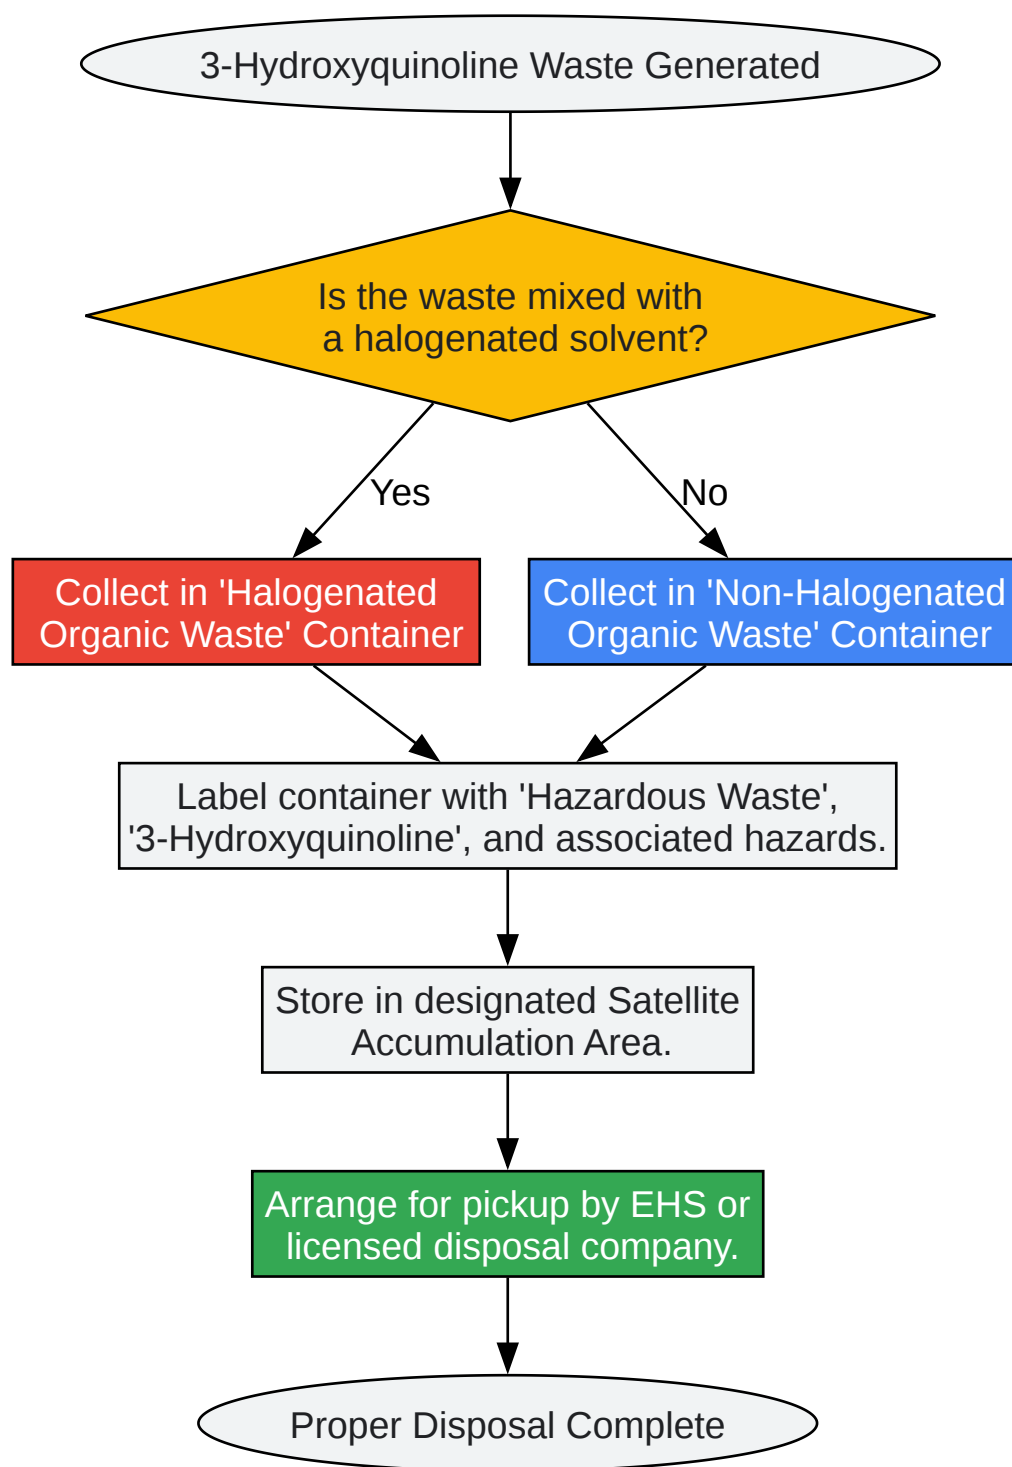 3-Hydroxyquinoline Waste Generated
Is the waste mixed with
a halogenated solvent?
Yes
No
Collect in 'Halogenated
Organic Waste' Container
Collect in 'Non-Halogenated
Organic Waste' Container
Label container with 'Hazardous Waste',
'3-Hydroxyquinoline', and associated hazards.
Store in designated Satellite
Accumulation Area.
Arrange for pickup by EHS or
licensed disposal company.
Proper Disposal Complete